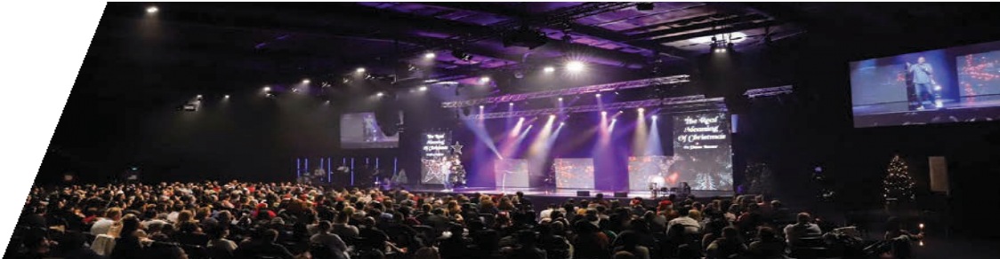 The Real
Meaning
Of Christmas
The Real
Meaning
Of Christmas